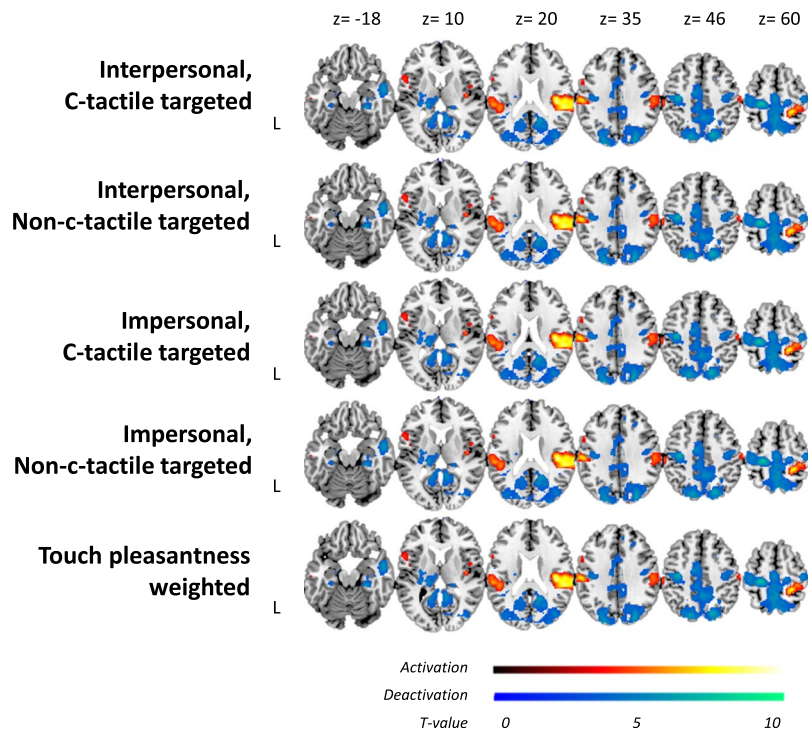 z= -18 z= 10 z= 20 z= 35 z= 46 z= 60
Interpersonal,
C-tactile targeted
L
Interpersonal,
Non-c-tactile targeted
L
Impersonal,
C-tactile targeted
L
Impersonal,
Non-c-tactile targeted
L
Touch pleasantness
weighted
L
Activation
Deactivation
T-value 0 5 10